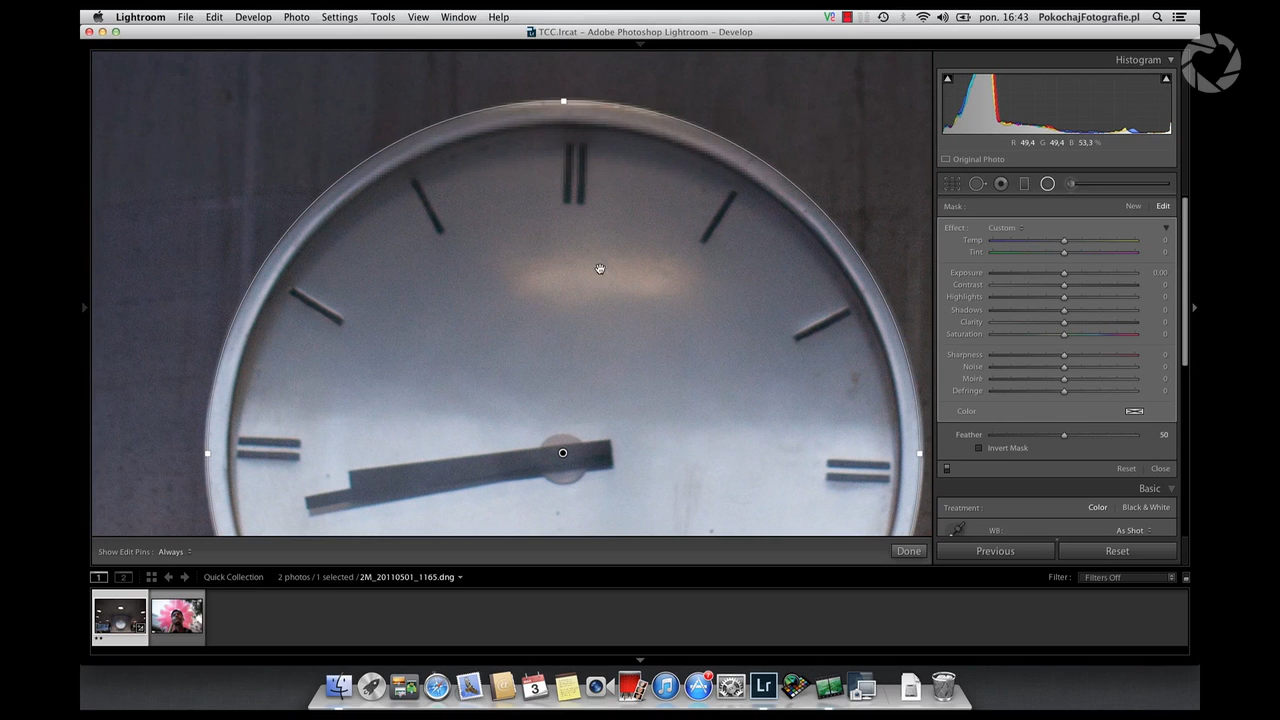 Lightroom File Edit Develop Photo Settings Tools View Window Help pon. 16:43 PokochajFotografie.pl
TCC.lrcat – Adobe Photoshop Lightroom – Develop
Histogram
R 49,4 G 49,4 B 53,3 %
Original Photo
Mask : New Edit
Effect : Custom
Temp 0
Tint 0
Exposure 0,00
Contrast 0
Highlights 0
Shadows 0
Clarity 0
Saturation 0
Sharpness 0
Noise 0
Moiré 0
Defringe 0
Color
Feather 50
Invert Mask
Reset Close
Basic
Treatment : Color Black & White
WB : As Shot
Show Edit Pins : Always Done Previous Reset
1 2 Quick Collection 2 photos / 1 selected / 2M_20110501_1165.dng Filter : Filters Off
3
Lr